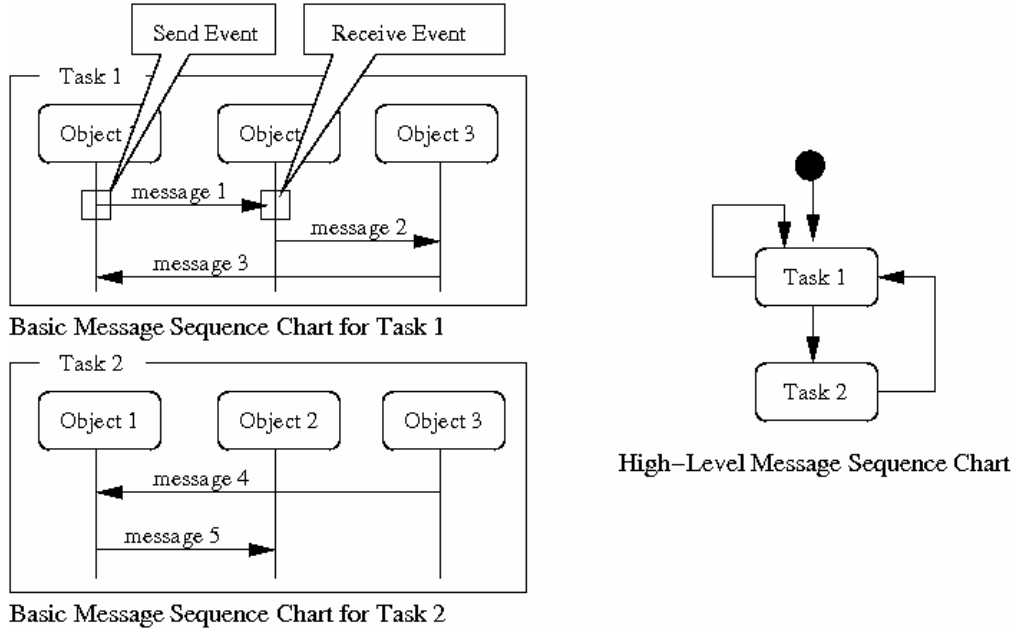 Send Event
Receive Event
Task 1
Object
Object
Object 3
message 1
message 2
message 3
Basic Message Sequence Chart for Task 1
Task 2
Object 1
Object 2
Object 3
message 4
message 5
Basic Message Sequence Chart for Task 2
Task 1
Task 2
High-Level Message Sequence Chart